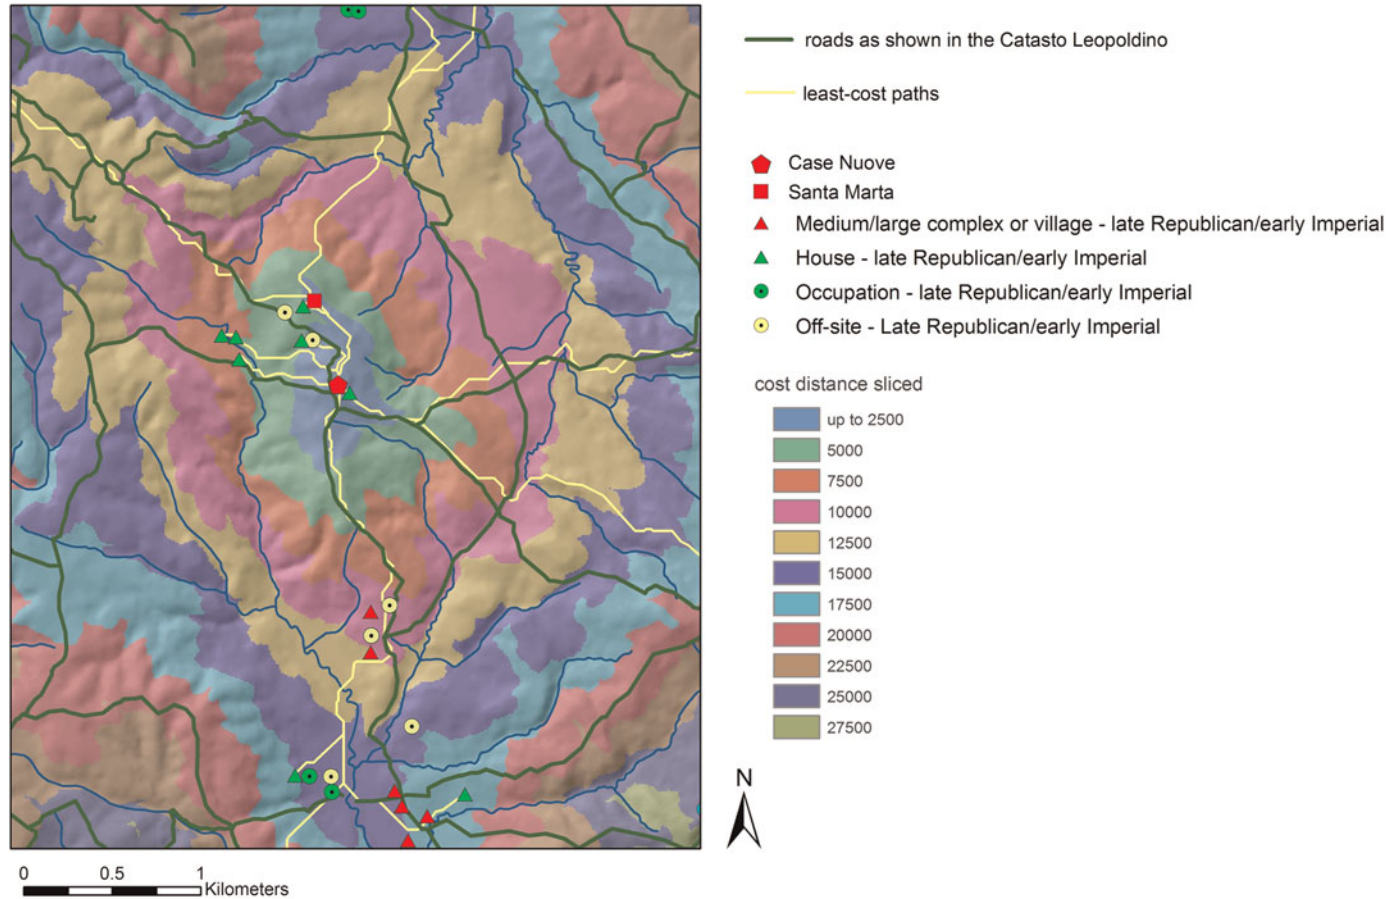 roads as shown in the Catasto Leopoldino
least-cost paths
Case Nuove
Santa Marta
Medium/large complex or village - late Republican/early Imperial
House - late Republican/early Imperial
Occupation - late Republican/early Imperial
Off-site - Late Republican/early Imperial
cost distance sliced
up to 2500
5000
7500
10000
12500
15000
17500
20000
22500
25000
27500
N
0 0.5 1
Kilometers